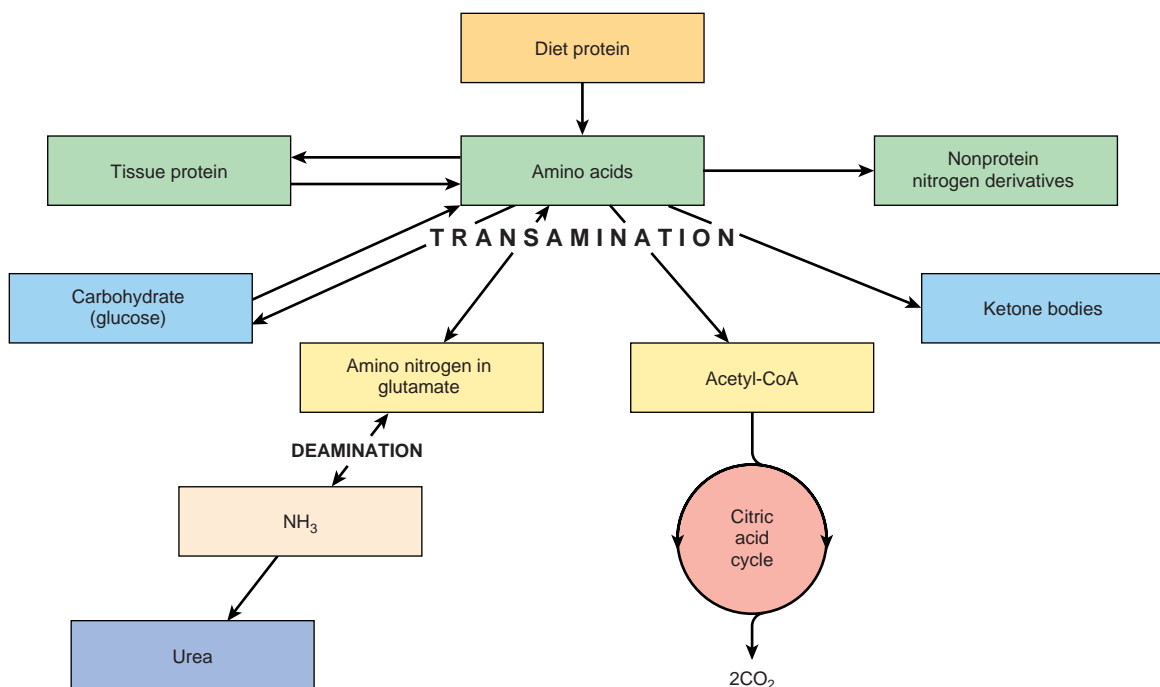 Diet protein
Tissue protein
Amino acids
Nonprotein
nitrogen derivatives
TRANSAMINATION
Carbohydrate
(glucose)
Ketone bodies
Amino nitrogen in
glutamate
Acetyl-CoA
DEAMINATION
NH₃
Citric
acid
cycle
Urea
2CO₂